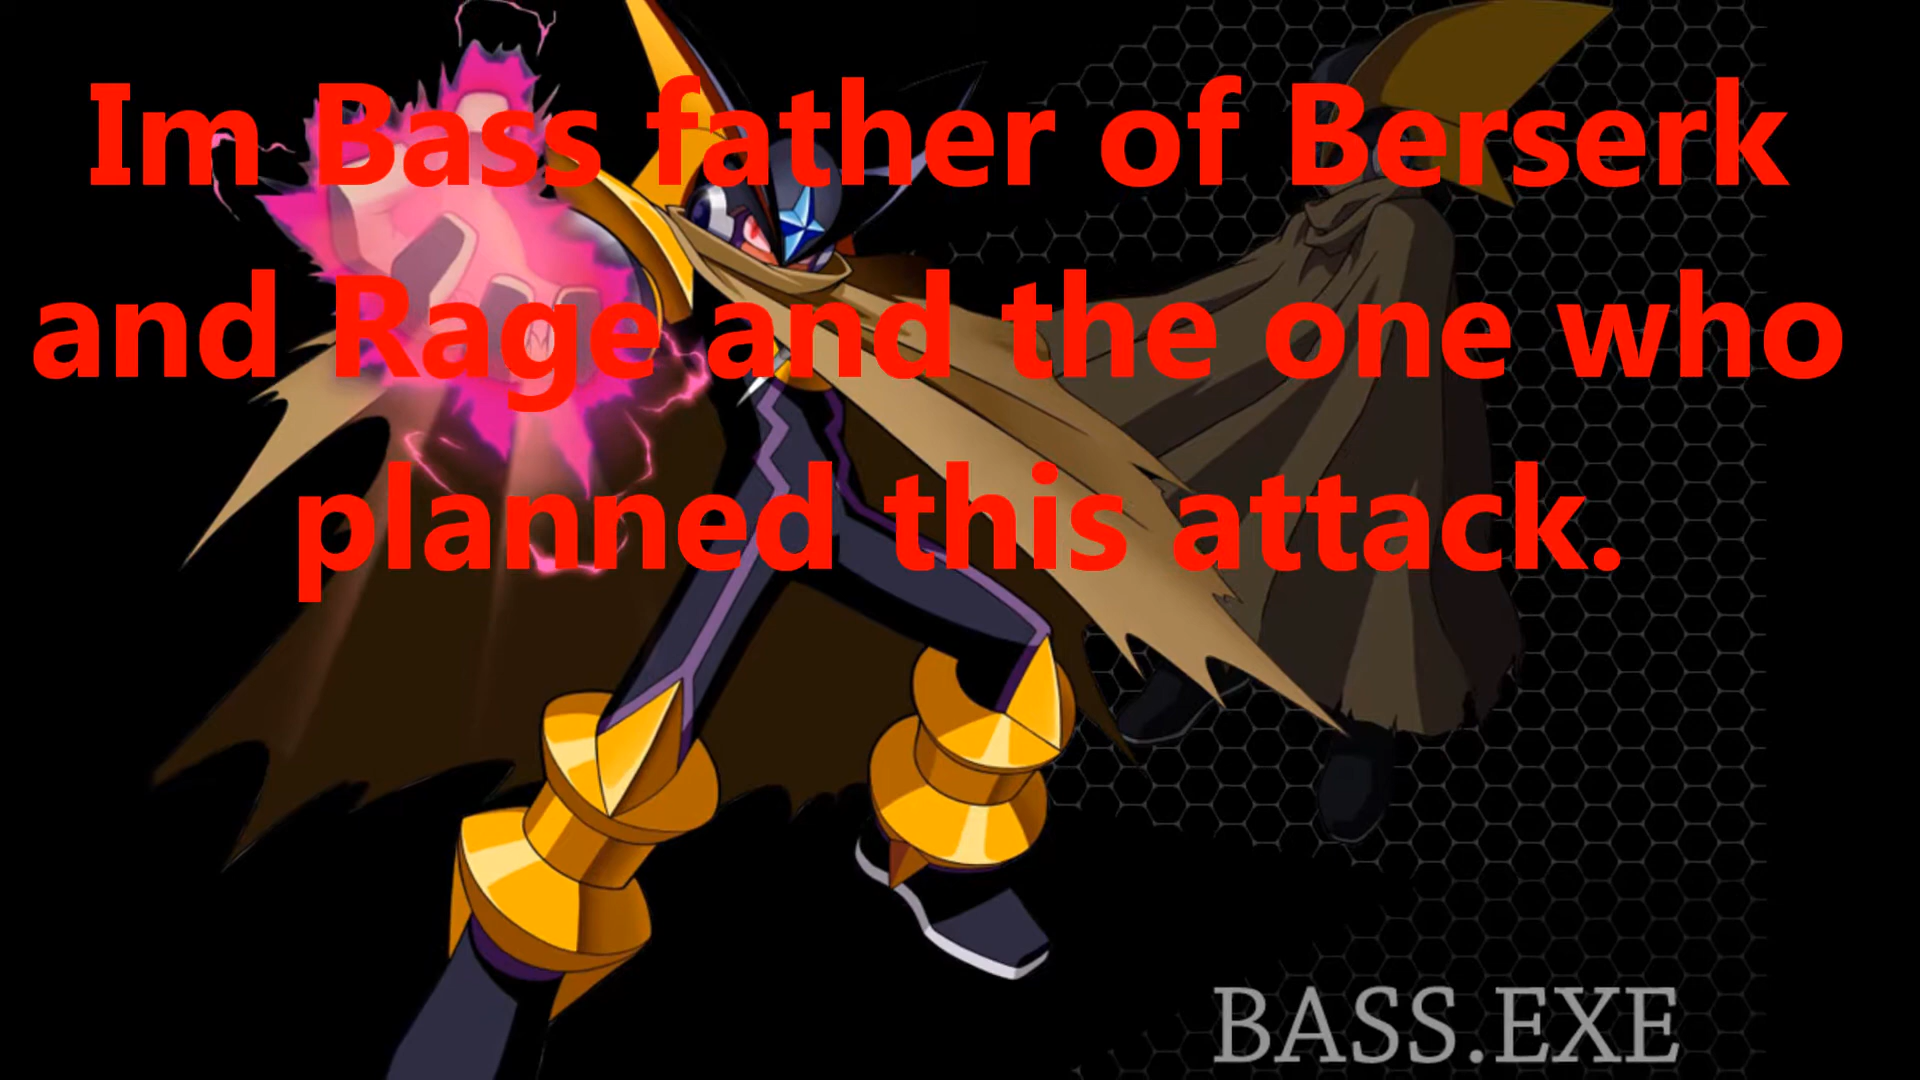 Im Bass father of Berserk
and Rage and the one who
planned this attack.
BASS.EXE